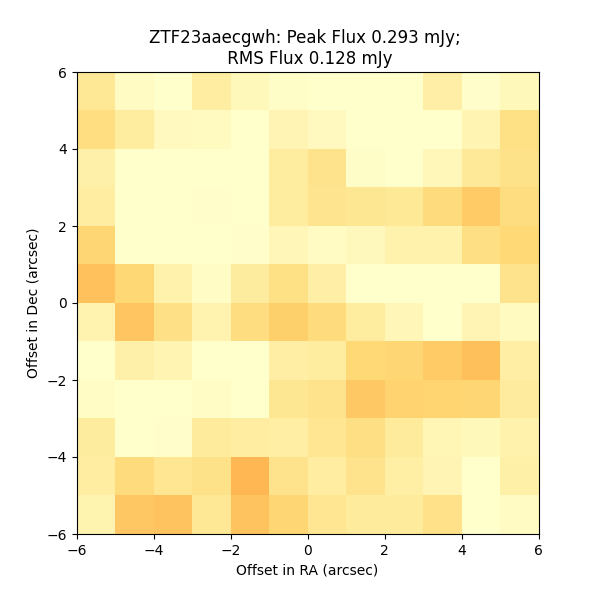 ZTF23aaecgwh: Peak Flux 0.293 mJy;
RMS Flux 0.128 mJy
6
4
2
0
−2
−4
−6
Offset in Dec (arcsec)
−6 −4 −2 0 2 4 6
Offset in RA (arcsec)